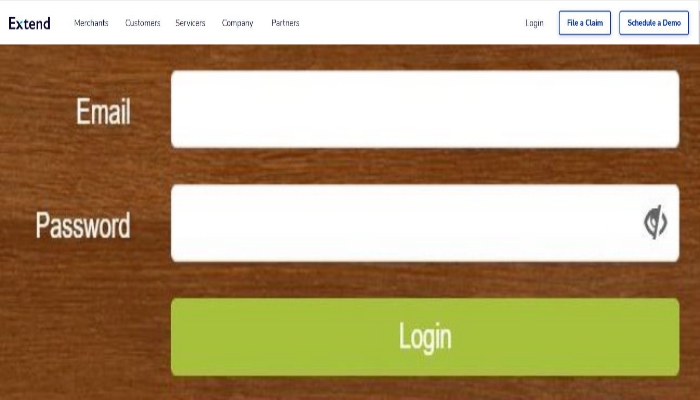 Extend Merchants Customers Servicers Company Partners Login File a Claim Schedule a Demo
Email
Password
Login